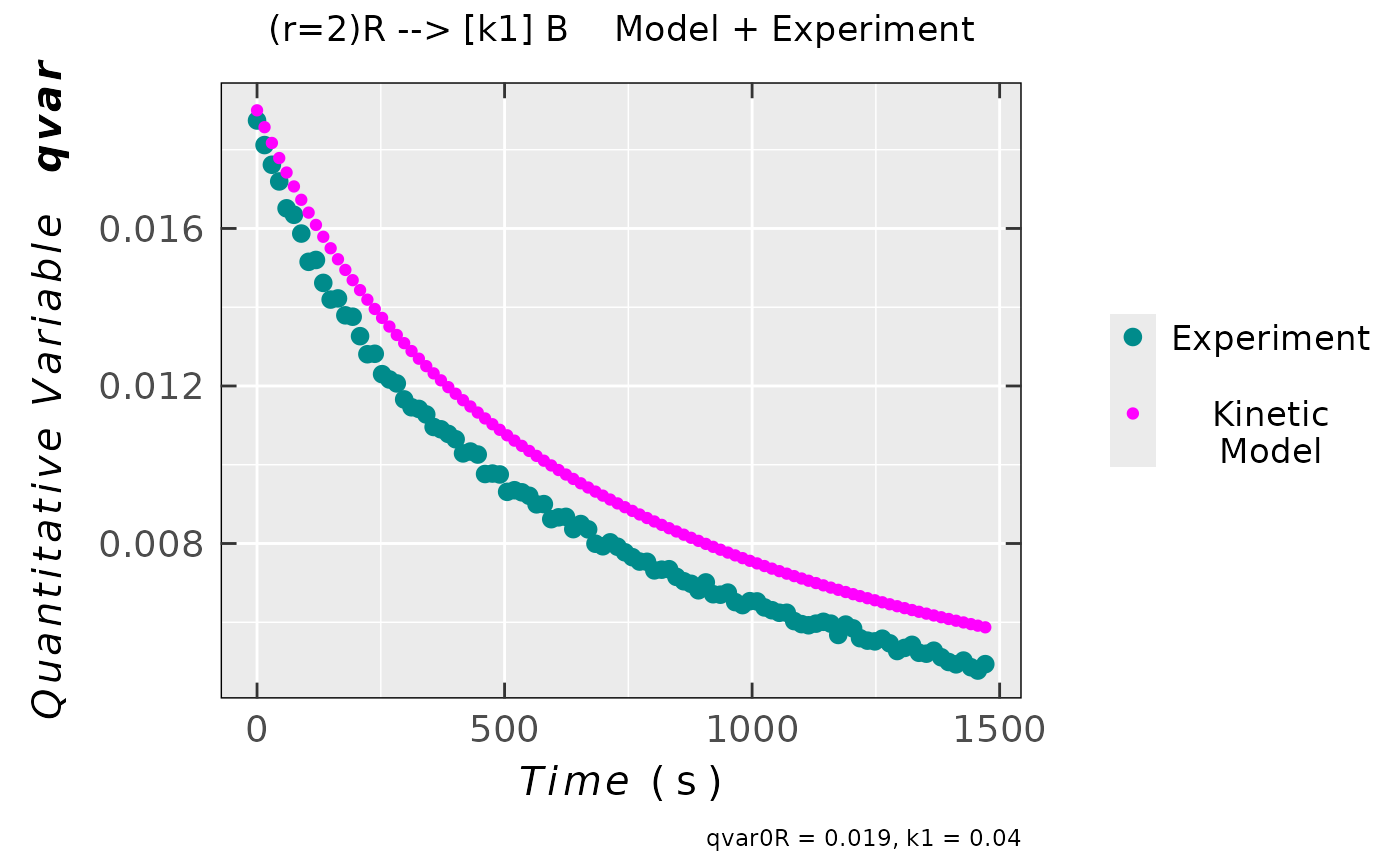 (r=2)R --> [k1] B    Model + Experiment
Quantitative Variable  qvar
0.016
0.012
0.008
0
500
1000
1500
Time (s)
Experiment
Kinetic
Model
qvar0R = 0.019, k1 = 0.04